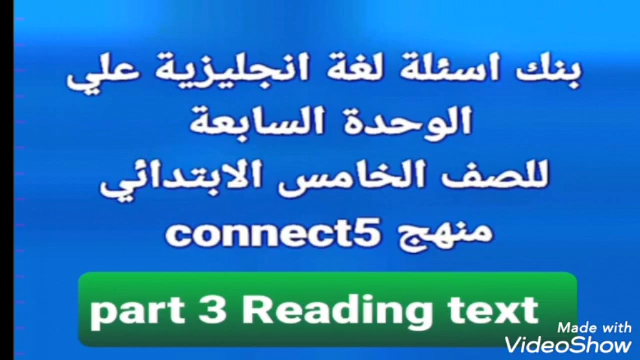 بنك اسئلة لغة انجليزية علي
الوحدة السابعة
للصف الخامس الابتدائي
منهج connect5
part 3 Reading text
Made with
VideoShow